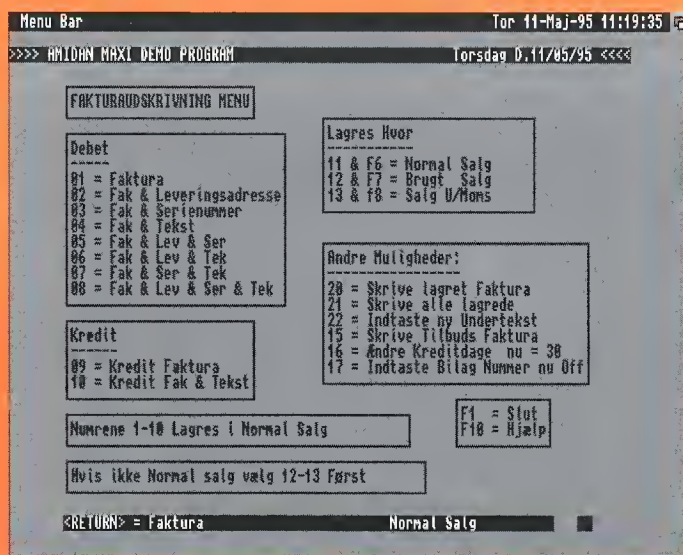 Menu Bar Tor 11-Maj-95 11:19:35
>>>> AMIDAN MAXI DEMO PROGRAM Torsdag D.11/05/95 <<<<
FAKTURAUDSKRIVNING MENU
Debet
-----
01 = Faktura
02 = Fak & Leveringsadresse
03 = Fak & Serienummer
04 = Fak & Tekst
05 = Fak & Lev & Ser
06 = Fak & Lev & Tek
07 = Fak & Ser & Tek
08 = Fak & Lev & Ser & Tek
Kredit
------
09 = Kredit Faktura
10 = Kredit Fak & Tekst
Lagres Hvor
-----------
11 & F6 = Normal Salg
12 & F7 = Brugt Salg
13 & f8 = Salg U/Moms
Andre Muligheder:
-----------------
20 = Skrive lagret Faktura
21 = Skrive alle lagrede
22 = Indtaste ny Undertekst
15 = Skrive Tilbuds Faktura
16 = Ændre Kreditdage nu = 30
17 = Indtaste Bilag Nummer nu Off
Numrene 1-10 Lagres i Normal Salg
F1 = Slut
F10 = Hjælp
Hvis ikke Normal salg vælg 12-13 Først
<RETURN> = Faktura Normal Salg